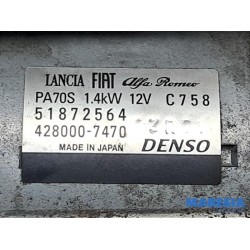 LANCIA FIAT Alfa Romeo
PA70S 1.4kW 12V C758
51872564
428000-7470
MADE IN JAPAN DENSO